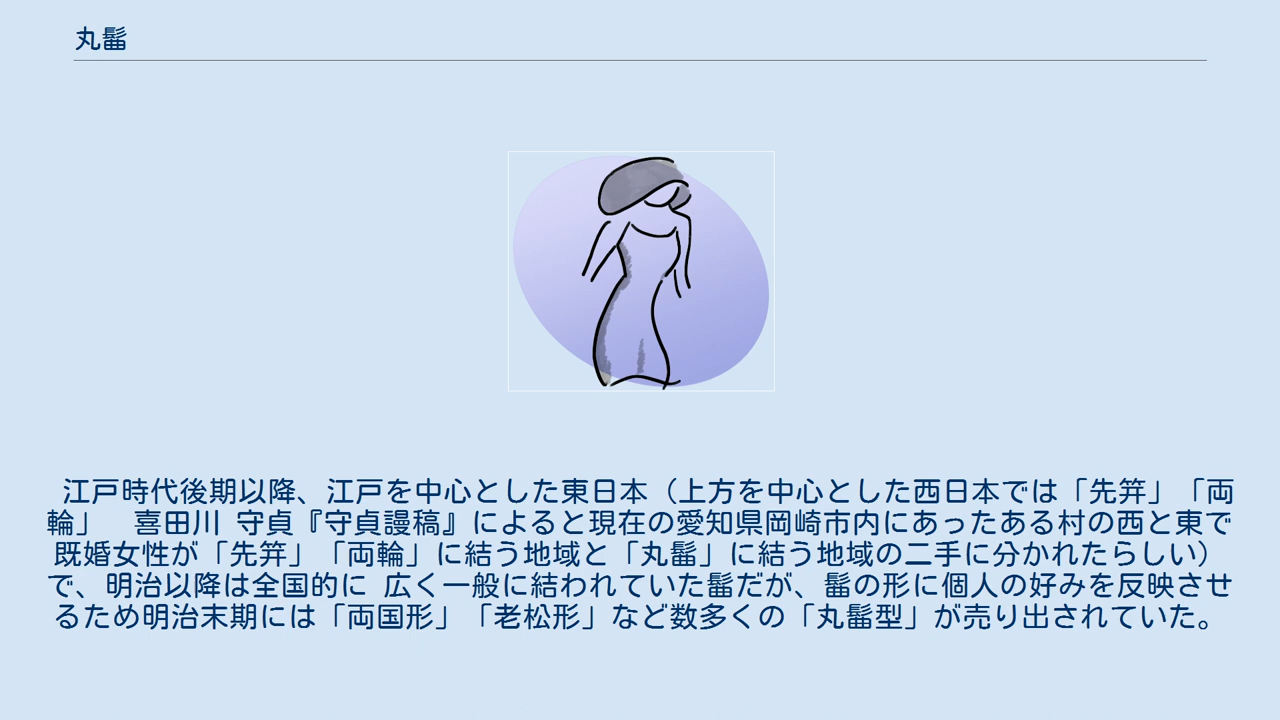 丸髷
江戸時代後期以降、江戸を中心とした東日本（上方を中心とした西日本では「先笄」「両
輪」　喜田川 守貞『守貞謾稿』によると現在の愛知県岡崎市内にあったある村の西と東で
既婚女性が「先笄」「両輪」に結う地域と「丸髷」に結う地域の二手に分かれたらしい）
で、明治以降は全国的に 広く一般に結われていた髷だが、髷の形に個人の好みを反映させ
るため明治末期には「両国形」「老松形」など数多くの「丸髷型」が売り出されていた。